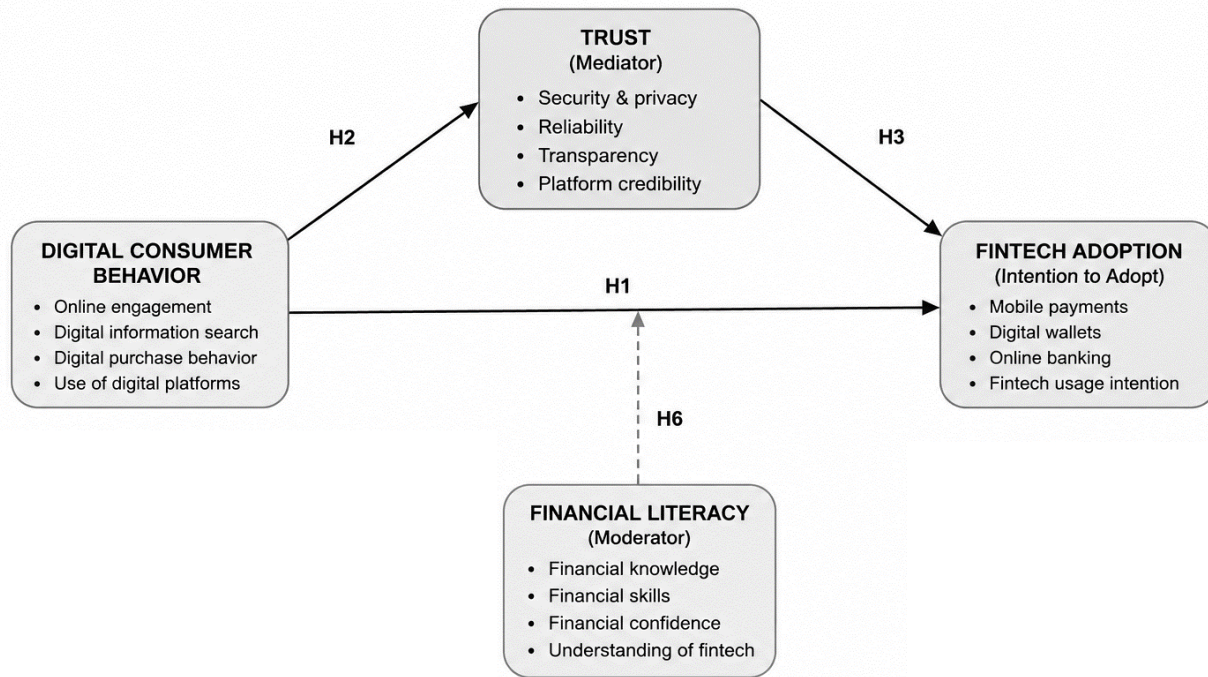 TRUST
(Mediator)
• Security & privacy
• Reliability
• Transparency
• Platform credibility
H2
H3
DIGITAL CONSUMER
BEHAVIOR
• Online engagement
• Digital information search
• Digital purchase behavior
• Use of digital platforms
H1
FINTECH ADOPTION
(Intention to Adopt)
• Mobile payments
• Digital wallets
• Online banking
• Fintech usage intention
H6
FINANCIAL LITERACY
(Moderator)
• Financial knowledge
• Financial skills
• Financial confidence
• Understanding of fintech